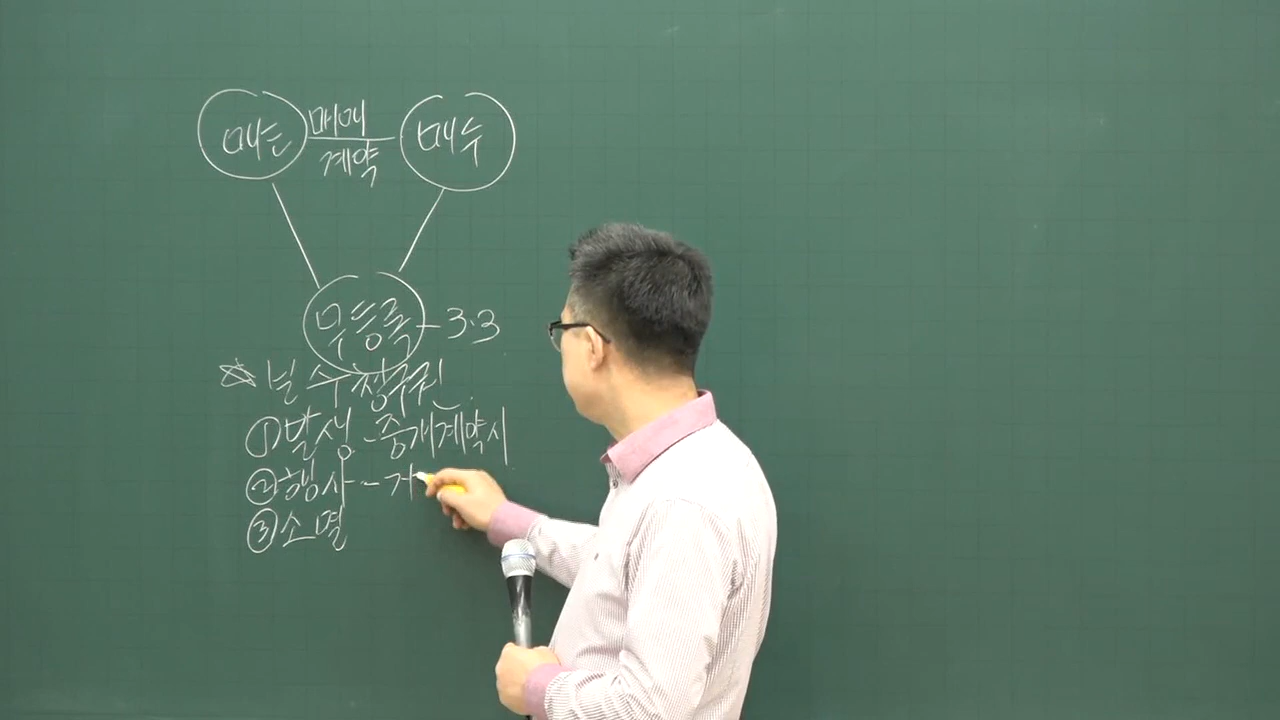 매도 매매 매수
계약
무등록 - 3·3
☆ 보수청구권
① 발생 - 중개계약시
② 행사 - 거
③ 소멸